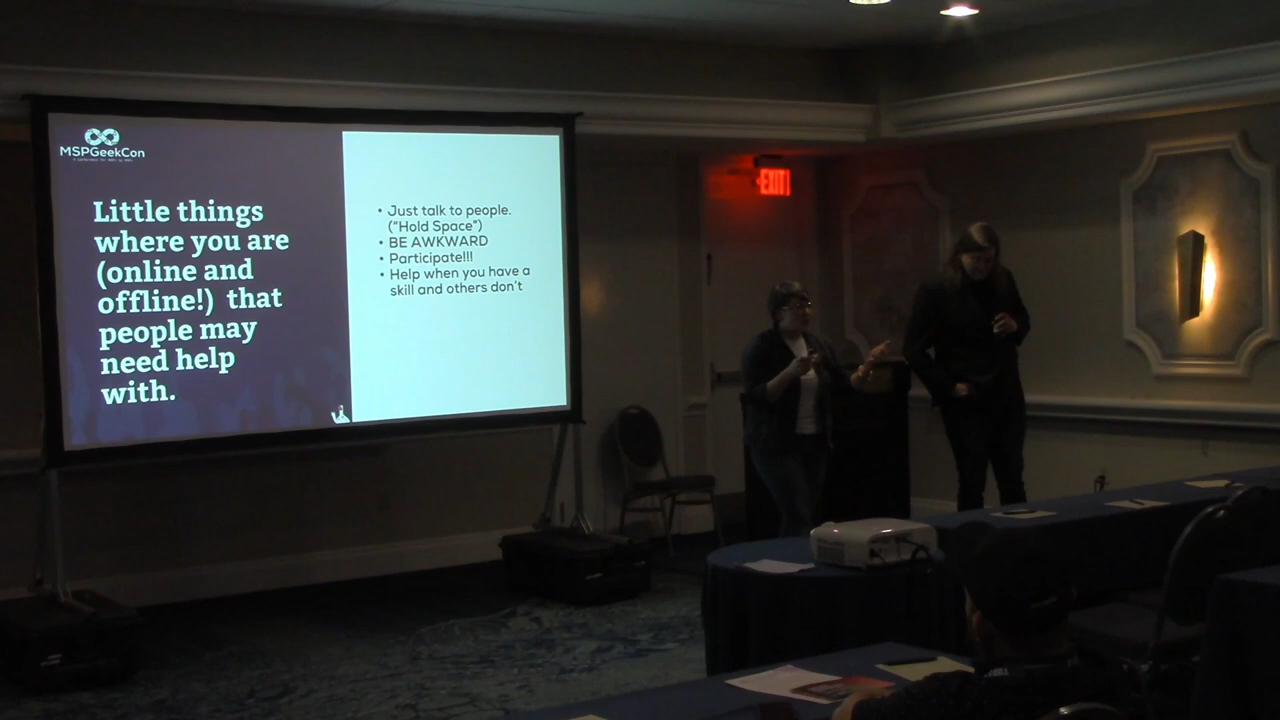 MSPGeekCon
Little things
where you are
(online and
offline!) that
people may
need help
with.
• Just talk to people.
("Hold Space")
• BE AWKWARD
• Participate!!!
• Help when you have a
skill and others don't
EXIT